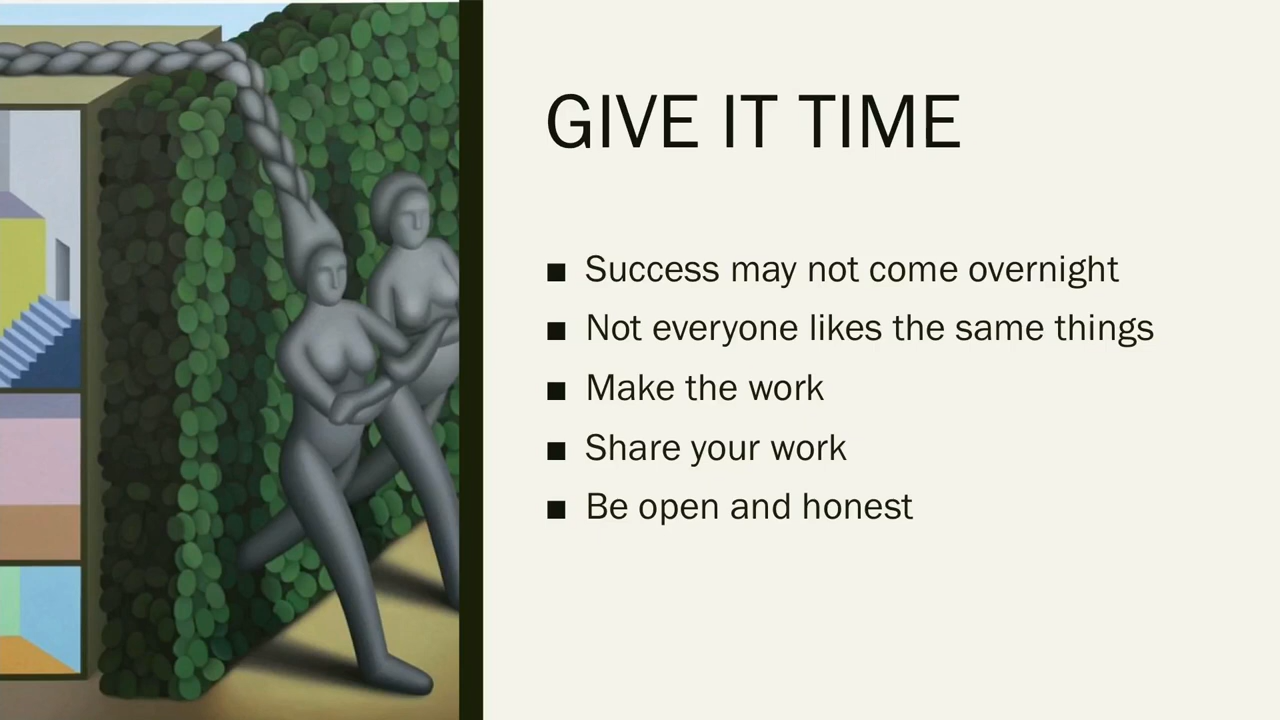 GIVE IT TIME
■ Success may not come overnight
■ Not everyone likes the same things
■ Make the work
■ Share your work
■ Be open and honest